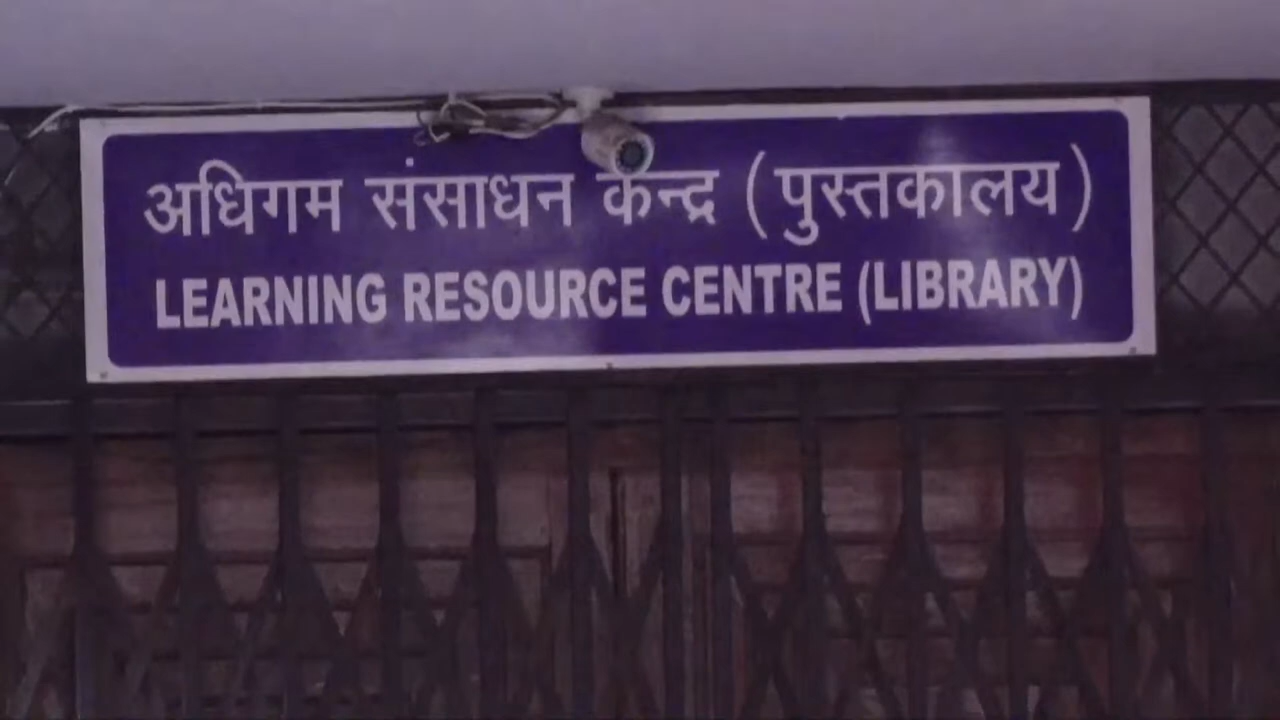 अधिगम संसाधन केन्द्र (पुस्तकालय)
LEARNING RESOURCE CENTRE (LIBRARY)